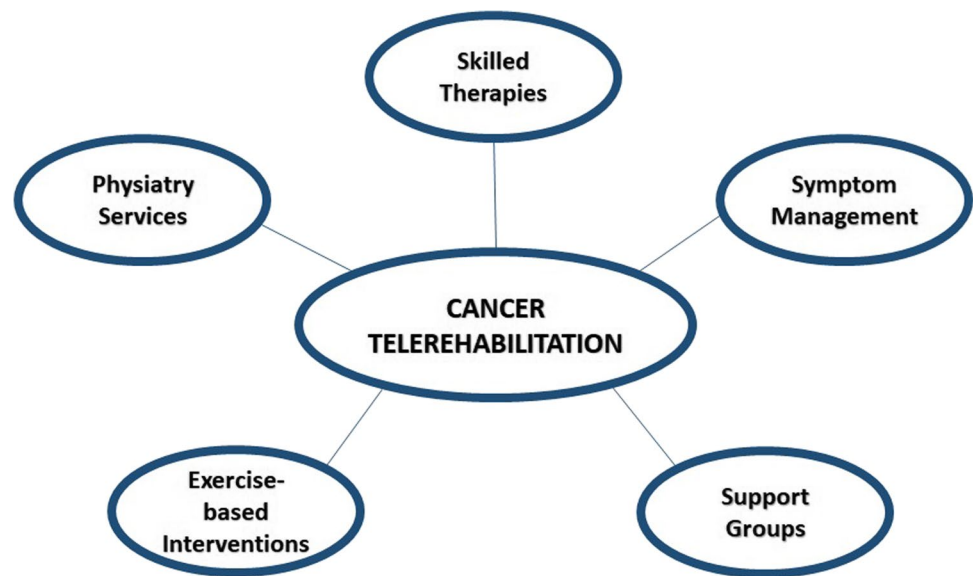 Skilled
Therapies
Physiatry
Services
Symptom
Management
CANCER
TELEREHABILITATION
Exercise-
based
Interventions
Support
Groups